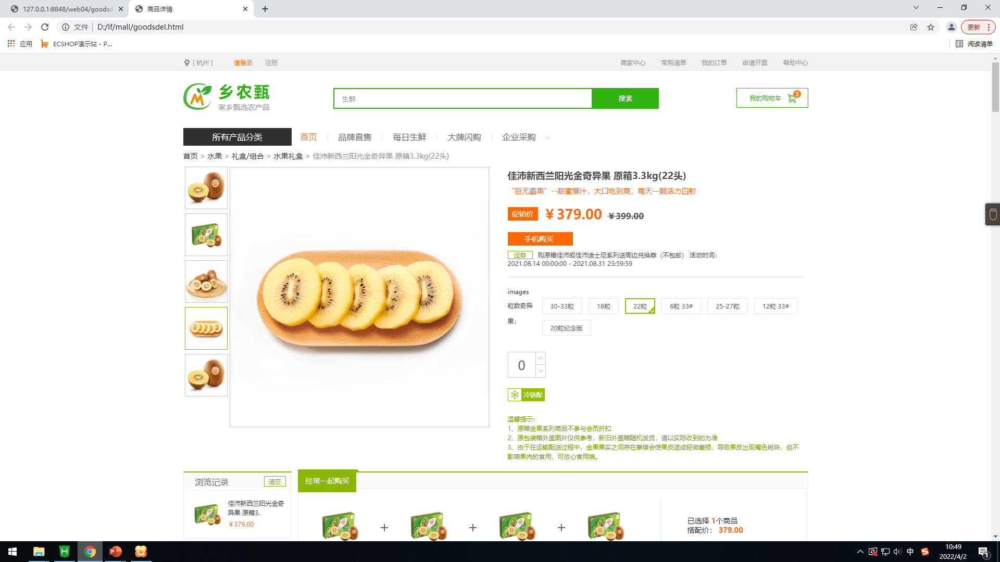 127.0.0.1:8848/web04/goodsd
商品详情
文件
D:/lf/mall/goodsdel.html
更新
应用
ECSHOP演示站 - P...
阅读清单
[ 杭州 ]
请登录
注册
商家中心
常购清单
我的订单
申请开票
帮助中心
乡农甄
家乡甄选农产品
生鲜
搜索
我的购物车
3
所有产品分类
首页
品牌直售
每日生鲜
大牌闪购
企业采购
首页 > 水果 > 礼盒/组合 > 水果礼盒 > 佳沛新西兰阳光金奇异果 原箱3.3kg(22头)
佳沛新西兰阳光金奇异果 原箱3.3kg(22头)
“巨无霸果”--甜蜜爆汁，大口吃到爽，每天一颗活力四射
促销价
¥ 379.00
¥ 399.00
手机购买
返券
购原箱佳沛或佳沛迪士尼系列送周边兑换券（不包邮） 活动时间：
2021.08.14 00:00:00 - 2021.08.31 23:59:59
images
粒数奇异
果：
30-33粒
18粒
22粒
6粒 33#
25-27粒
12粒 33#
20粒纪念版
0
冷链配
温馨提示：
1、原箱金果系列商品不参与会员折扣
2、原包装箱外盖图片仅供参考，新旧外盖箱随机发货，请以实际收到的为准
3、由于在运输配送过程中，金果果实之间存在摩擦会使果皮造成轻微磨损，导致果皮出现褐色斑块，但不
影响果肉的食用，可放心食用哦。
浏览记录
清空
经常一起购买
佳沛新西兰阳光金奇
异果 原箱3.
¥ 379.00
已选择 1个商品
搭配价： 379.00
中
10:49
2022/4/2
1